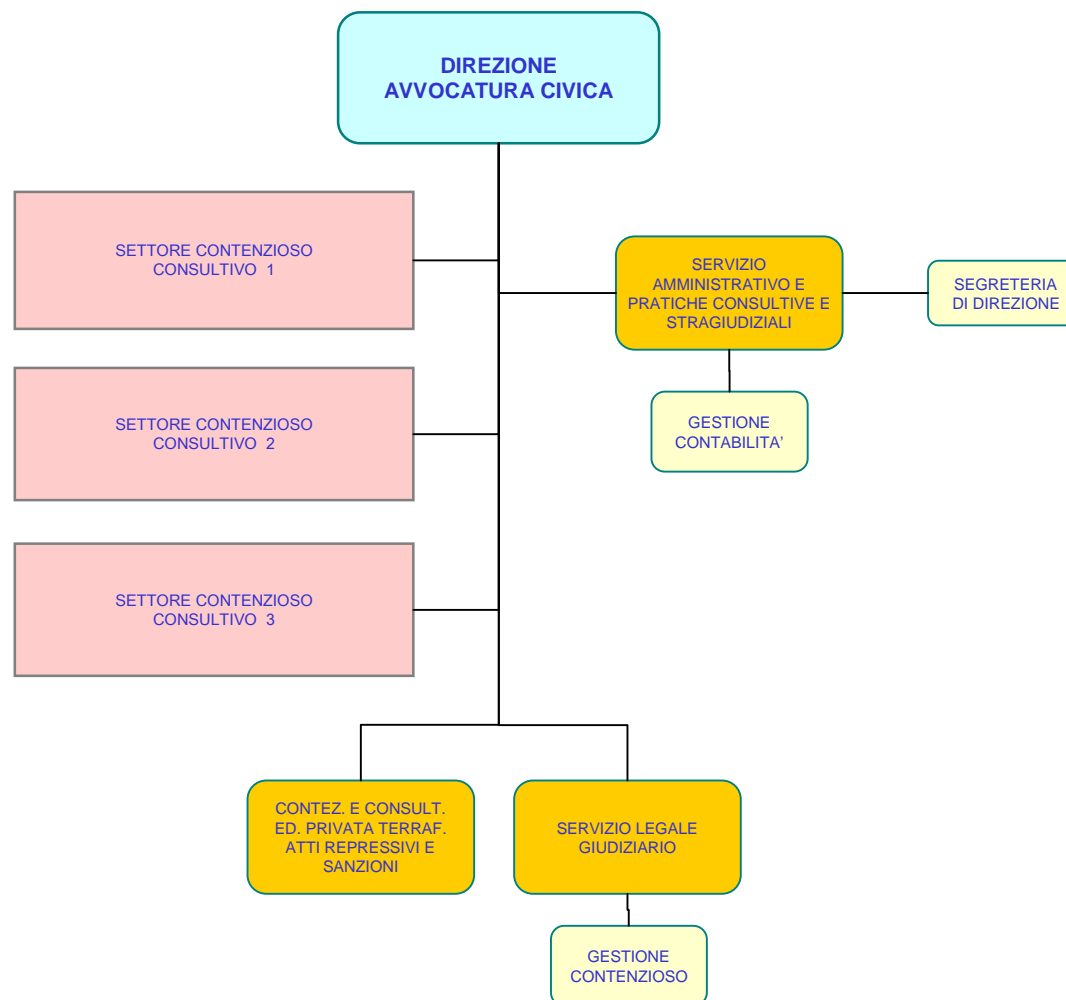 DIREZIONE
AVVOCATURA CIVICA
SETTORE CONTENZIOSO
CONSULTIVO 1
SERVIZIO
AMMINISTRATIVO E
PRATICHE CONSULTIVE E
STRAGIUDIZIALI
SEGRETERIA
DI DIREZIONE
SETTORE CONTENZIOSO
CONSULTIVO 2
GESTIONE
CONTABILITA’
SETTORE CONTENZIOSO
CONSULTIVO 3
CONTEZ. E CONSULT.
ED. PRIVATA TERRAF.
ATTI REPRESSIVI E
SANZIONI
SERVIZIO LEGALE
GIUDIZIARIO
GESTIONE
CONTENZIOSO